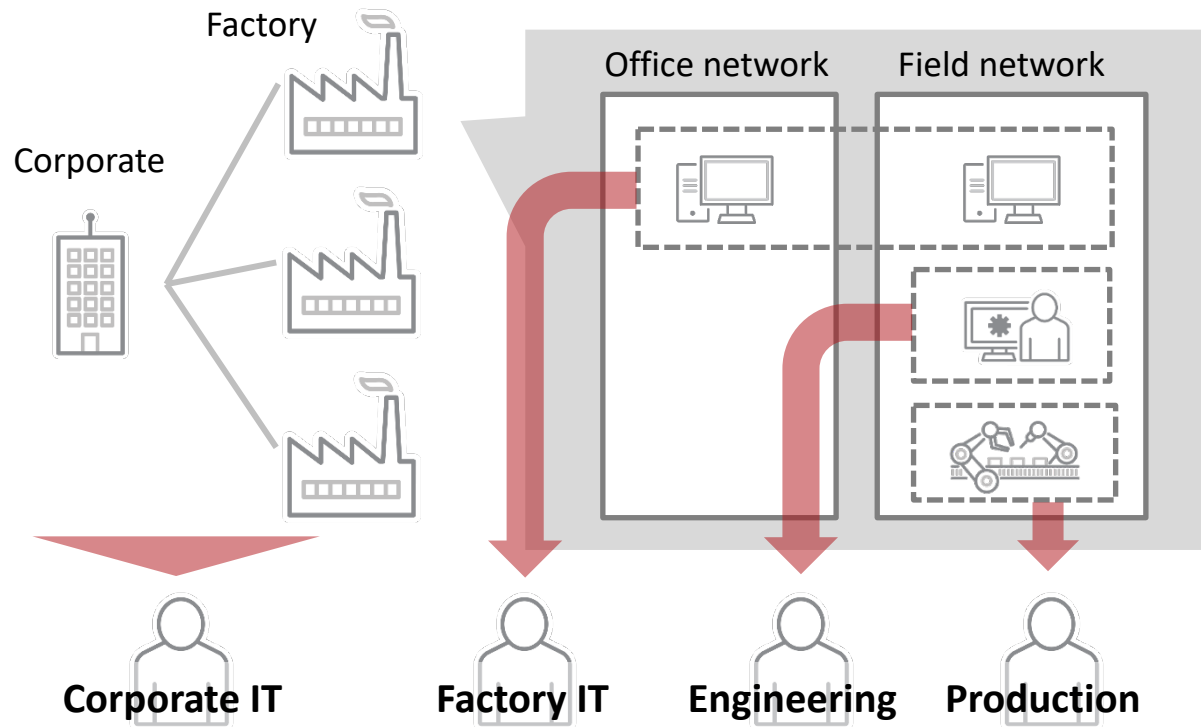 Factory
Corporate
Office network
Field network
Corporate IT
Factory IT
Engineering
Production